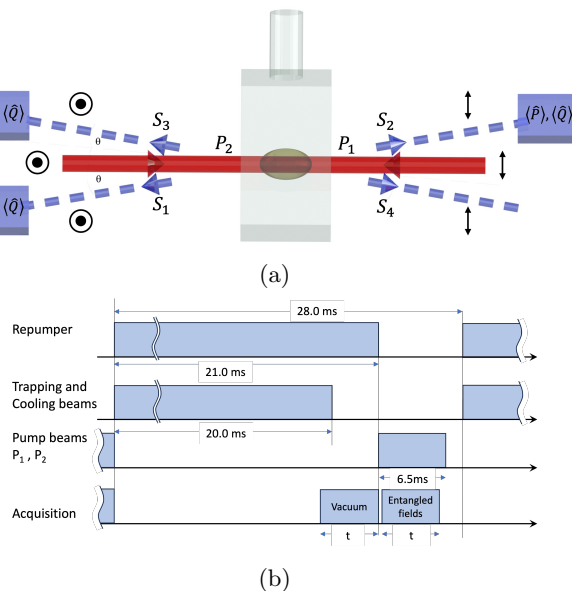 ⟨Q̂⟩
S₃
P₂
P₁
S₂
⟨P̂⟩,⟨Q̂⟩
θ
θ
⟨Q̂⟩
S₁
S₄
(a)
28.0 ms
Repumper
21.0 ms
Trapping and
Cooling beams
20.0 ms
Pump beams
P₁ , P₂
6.5ms
Acquisition
Vacuum
Entangled
fields
t
t
(b)